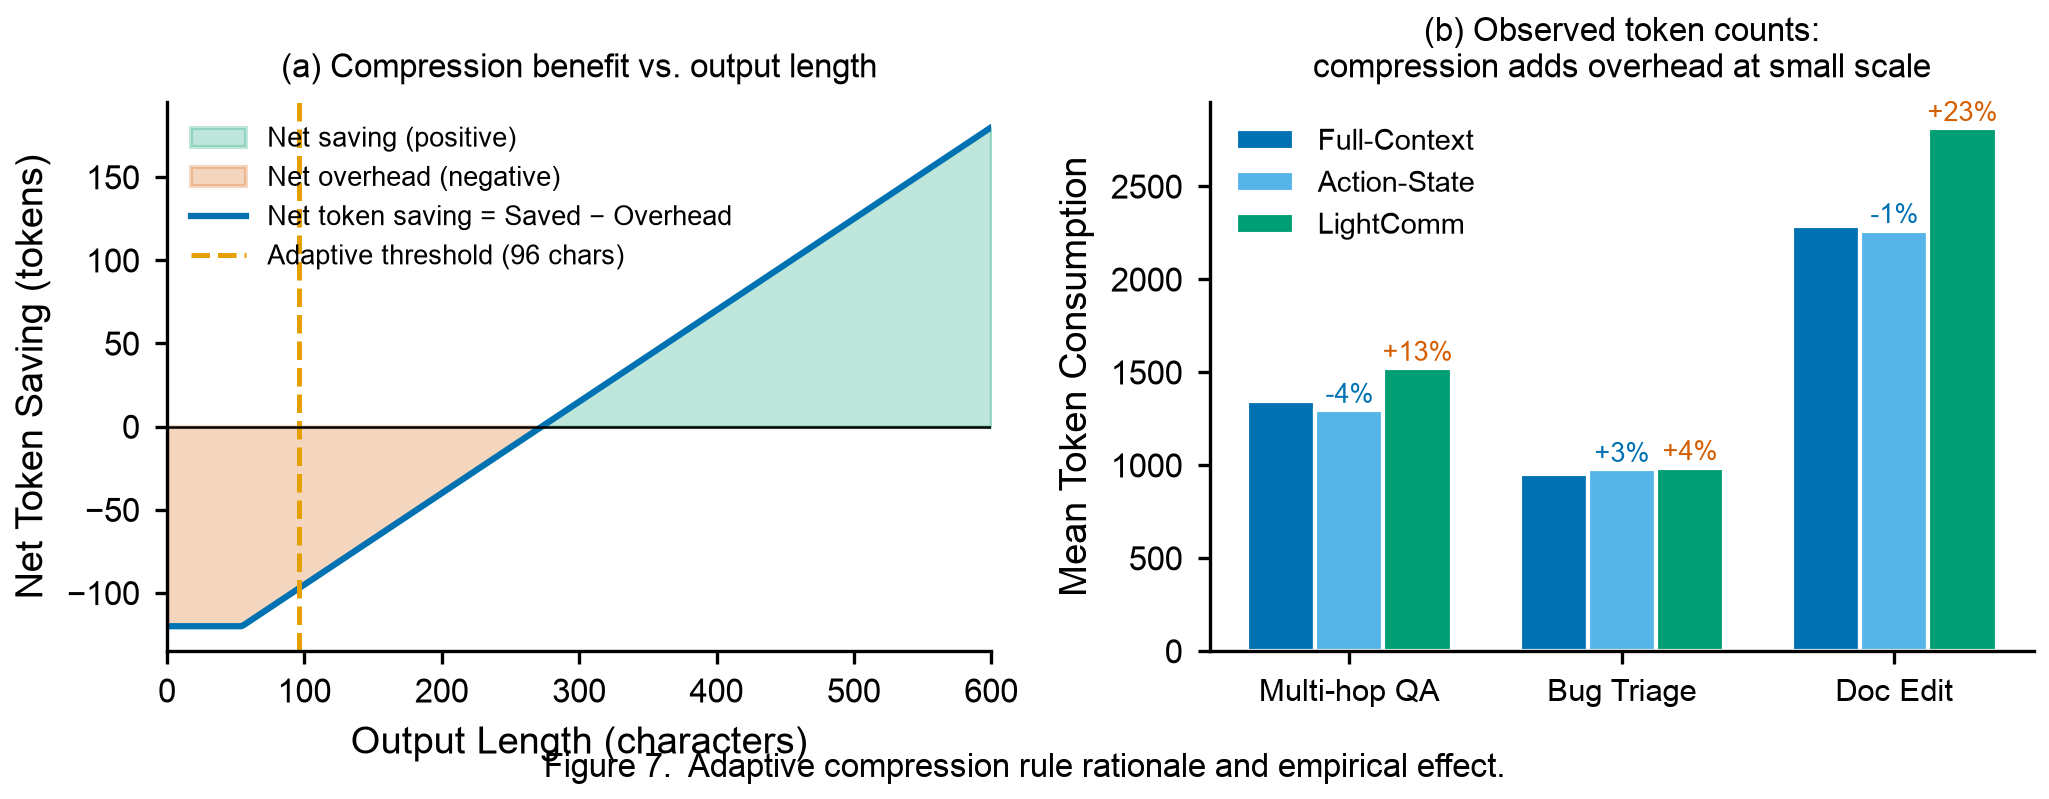 (a) Compression benefit vs. output length
Net Token Saving (tokens)
150
100
50
0
−50
−100
Net saving (positive)
Net overhead (negative)
Net token saving = Saved − Overhead
Adaptive threshold (96 chars)
0 100 200 300 400 500 600
Output Length (characters)
(b) Observed token counts:
compression adds overhead at small scale
Mean Token Consumption
2500
2000
1500
1000
500
0
Full-Context
Action-State
LightComm
-4% +13%
+3% +4%
-1% +23%
Multi-hop QA Bug Triage Doc Edit
Figure 7. Adaptive compression rule rationale and empirical effect.